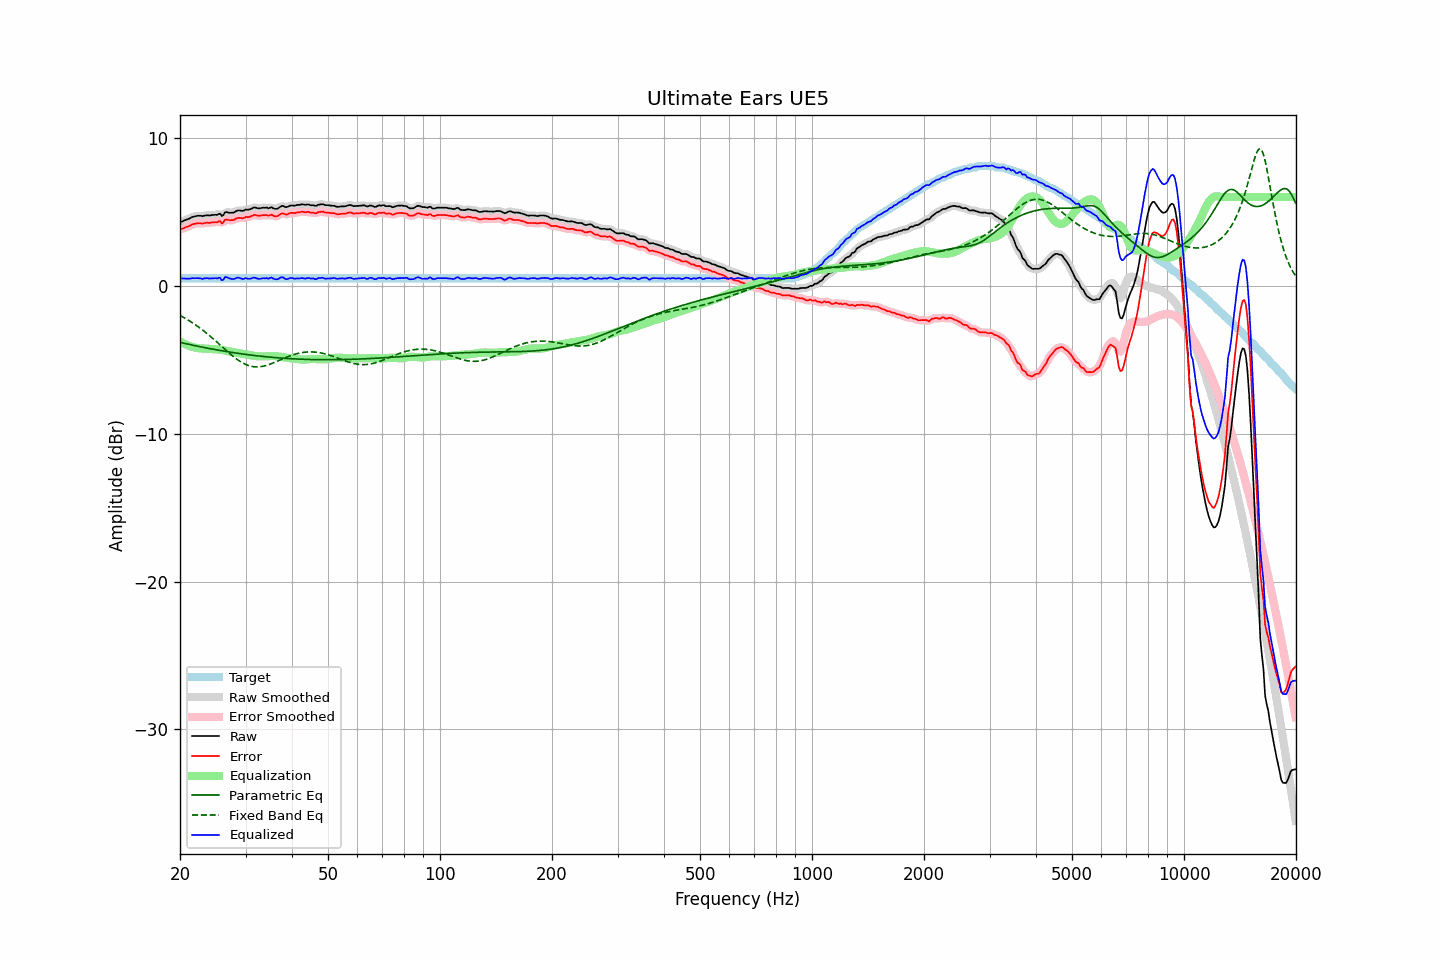 Ultimate Ears UE5
10
0
−10
−20
−30
Amplitude (dBr)
Target
Raw Smoothed
Error Smoothed
Raw
Error
Equalization
Parametric Eq
Fixed Band Eq
Equalized
20 50 100 200 500 1000 2000 5000 10000 20000
Frequency (Hz)